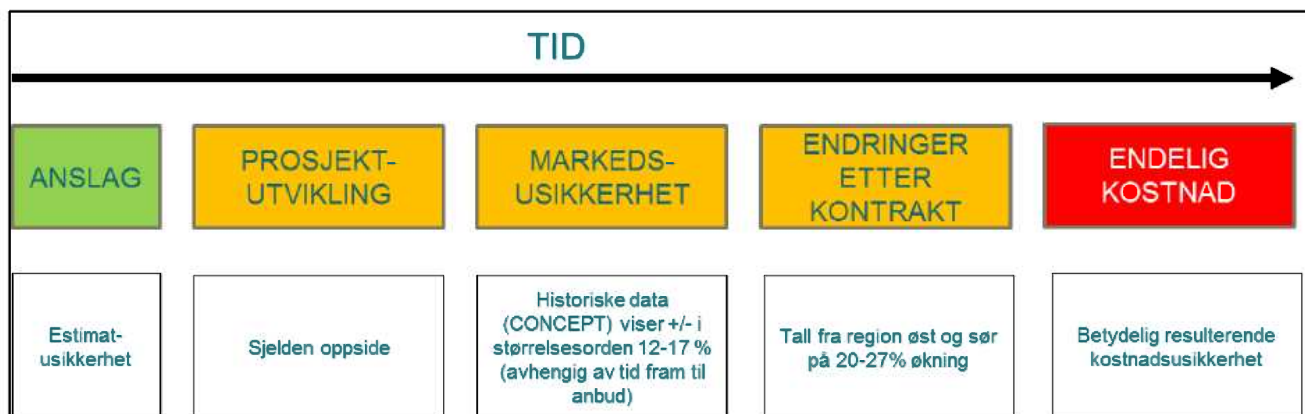 TID
ANSLAG
PROSJEKT-
UTVIKLING
MARKEDS-
USIKKERHET
ENDRINGER
ETTER
KONTRAKT
ENDELIG
KOSTNAD
Estimat-
usikkerhet
Sjelden oppside
Historiske data
(CONCEPT) viser +/- i
størrelsesorden 12-17 %
(avhengig av tid fram til
anbud)
Tall fra region øst og sør
på 20-27% økning
Betydelig resulterende
kostnadsusikkerhet